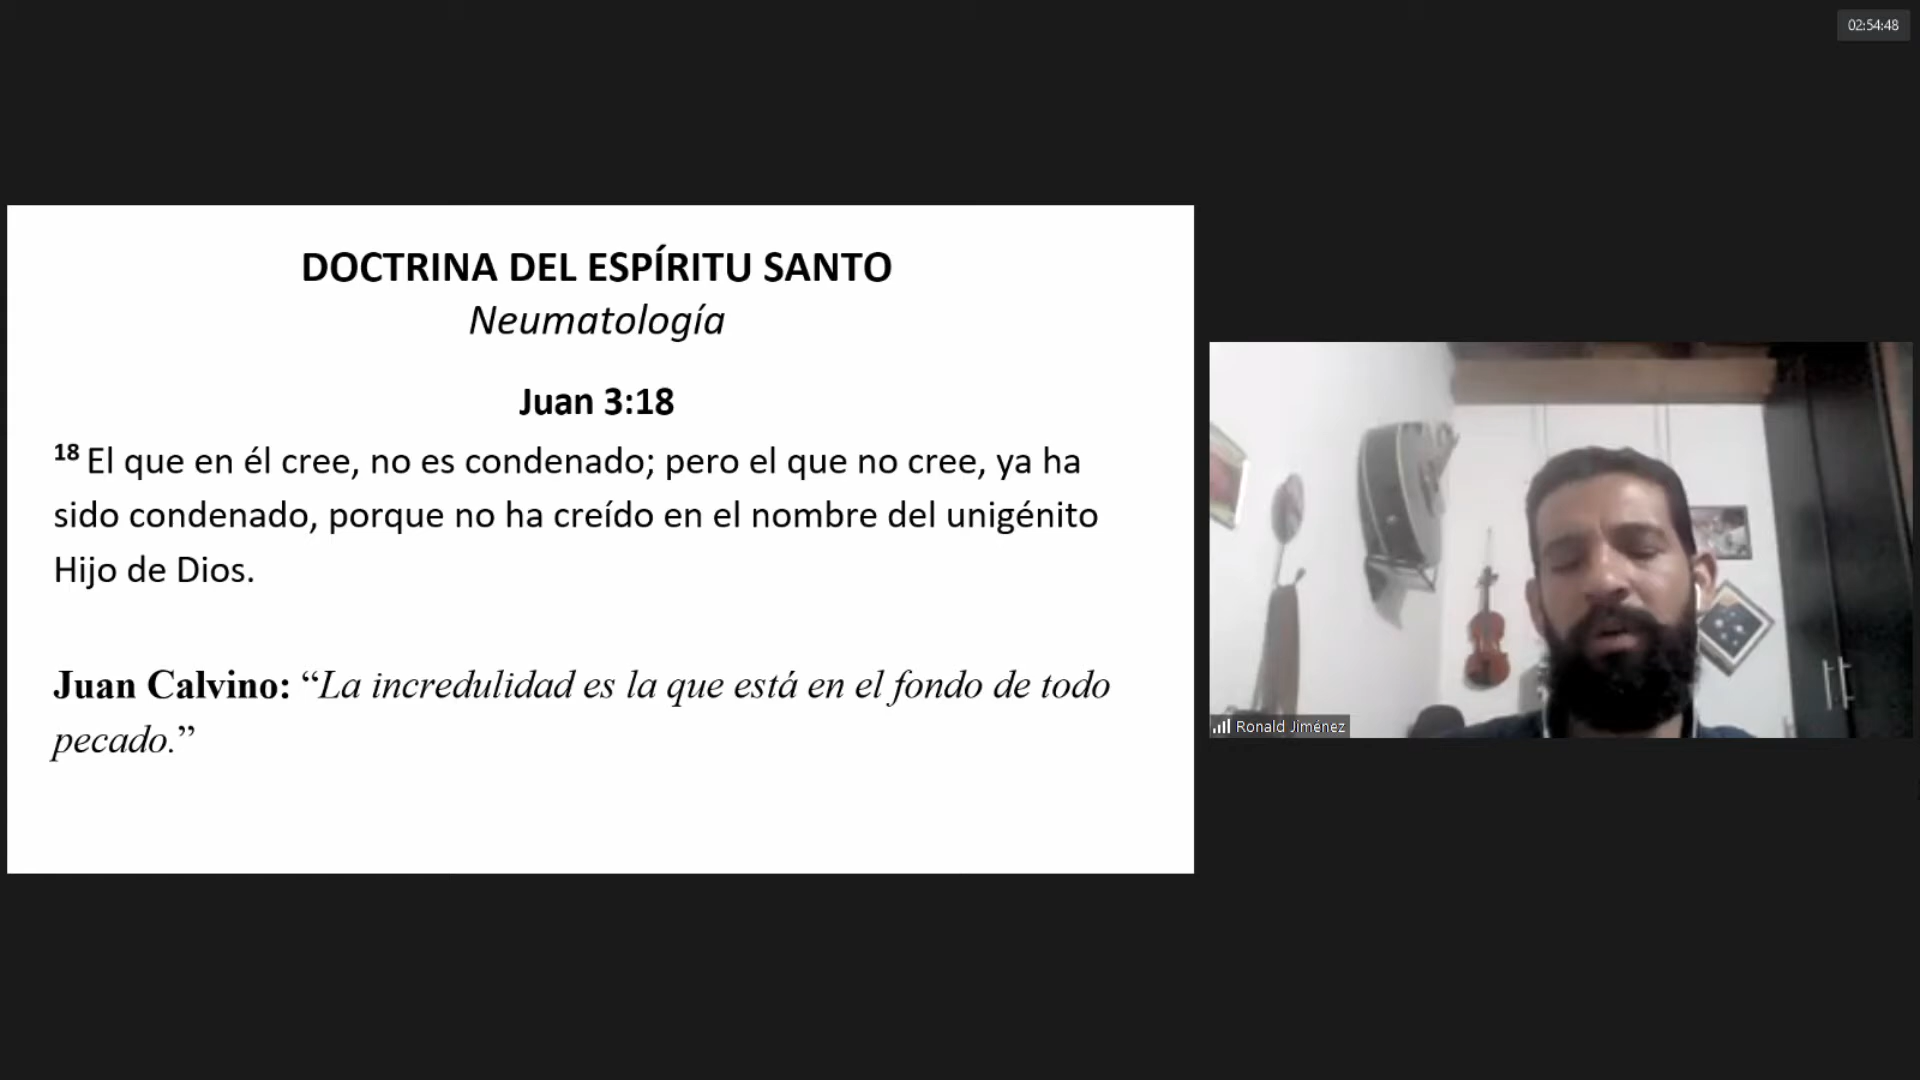 02:54:48
DOCTRINA DEL ESPÍRITU SANTO
Neumatología
Juan 3:18
18 El que en él cree, no es condenado; pero el que no cree, ya ha
sido condenado, porque no ha creído en el nombre del unigénito
Hijo de Dios.
Juan Calvino: “La incredulidad es la que está en el fondo de todo
pecado.”
Ronald Jiménez